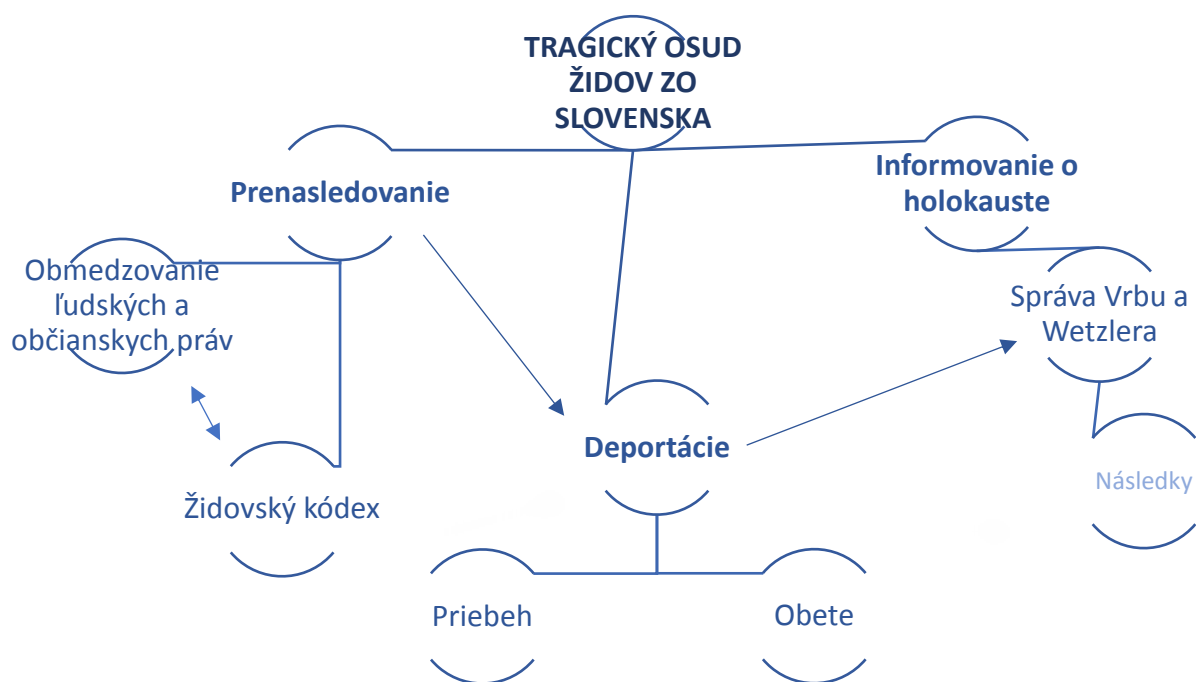 TRAGICKÝ OSUD
ŽIDOV ZO
SLOVENSKA
Prenasledovanie
Informovanie o
holokauste
Obmedzovanie
ľudských a
občianskych práv
Správa Vrbu a
Wetzlera
Deportácie
Židovský kódex
Následky
Priebeh
Obete